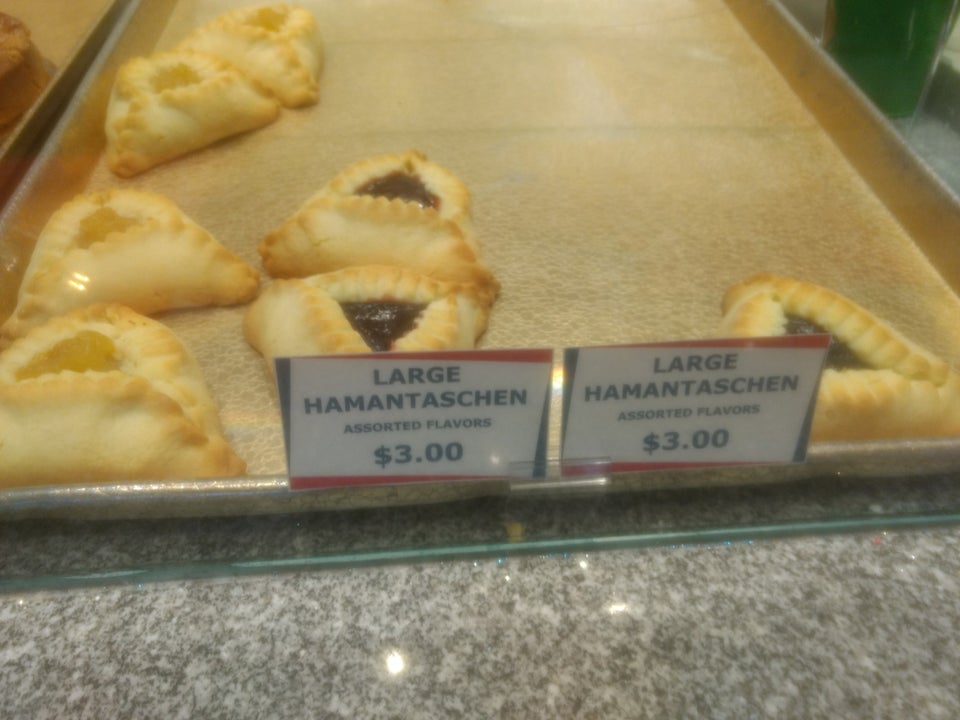 LARGE
HAMANTASCHEN
ASSORTED FLAVORS
$3.00
LARGE
HAMANTASCHEN
ASSORTED FLAVORS
$3.00